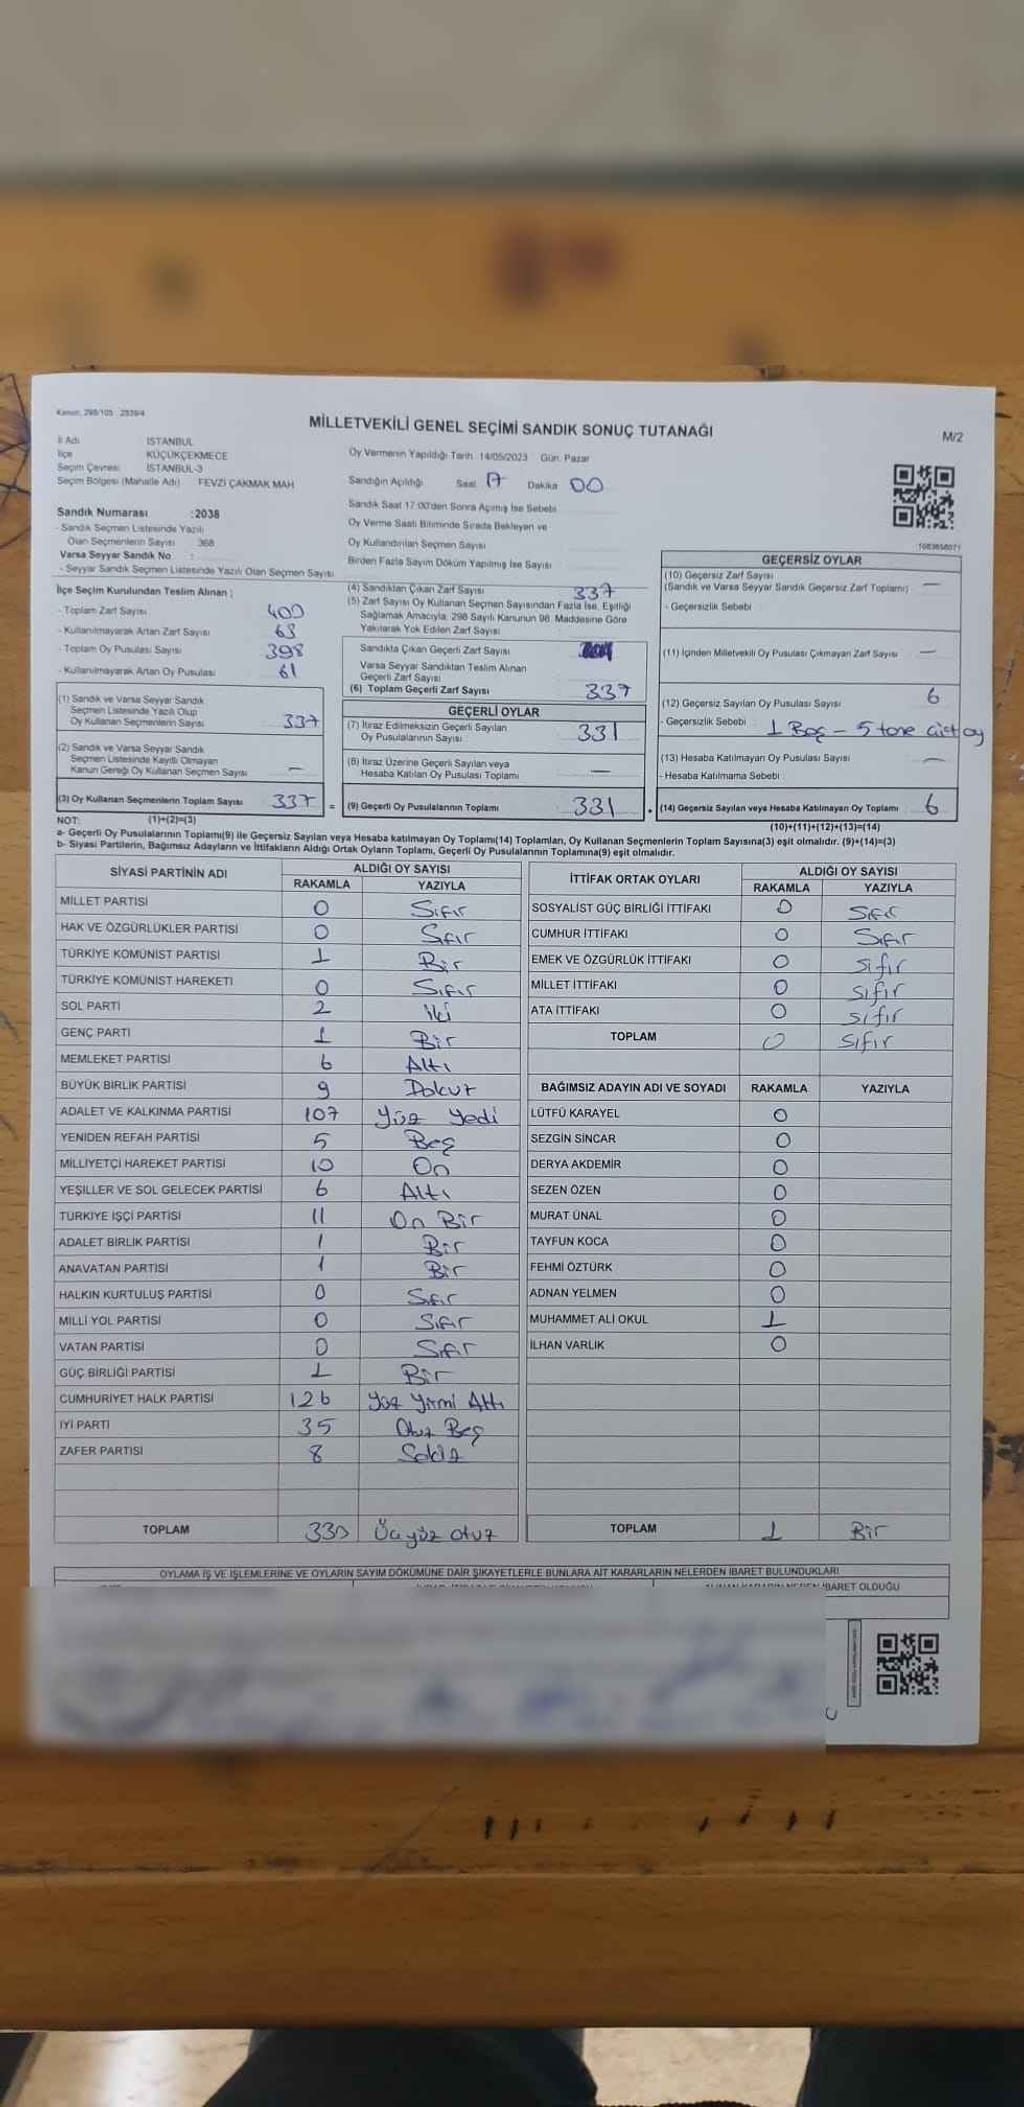 Kanun: 298/105 2839/4
MİLLETVEKİLİ GENEL SEÇİMİ SANDIK SONUÇ TUTANAĞI
M/2
İl Adı İSTANBUL
İlçe KÜÇÜKÇEKMECE
Seçim Çevresi İSTANBUL-3
Seçim Bölgesi (Mahalle Adı) FEVZİ ÇAKMAK MAH
Oy Vermenin Yapıldığı Tarih 14/05/2023 Gün: Pazar
Sandığın Açıldığı Saat 17 Dakika 00
Sandık Saat 17:00'den Sonra Açılmış İse Sebebi
Oy Verme Saati Bitiminde Sırada Bekleyen ve
Oy Kullandırılan Seçmen Sayısı
Birden Fazla Sayım Döküm Yapılmış İse Sayısı
Sandık Numarası :2038
- Sandık Seçmen Listesinde Yazılı
Olan Seçmenlerin Sayısı 368
Varsa Seyyar Sandık No :
- Seyyar Sandık Seçmen Listesinde Yazılı Olan Seçmen Sayısı
İlçe Seçim Kurulundan Teslim Alınan ;
- Toplam Zarf Sayısı 400
- Kullanılmayarak Artan Zarf Sayısı 63
- Toplam Oy Pusulası Sayısı 398
- Kullanılmayarak Artan Oy Pusulası 61
(1) Sandık ve Varsa Seyyar Sandık
Seçmen Listesinde Yazılı Olup
Oy Kullanan Seçmenlerin Sayısı 337
(2) Sandık ve Varsa Seyyar Sandık
Seçmen Listesinde Kayıtlı Olmayan
Kanun Gereği Oy Kullanan Seçmen Sayısı —
(3) Oy Kullanan Seçmenlerin Toplam Sayısı 337 =
(1)+(2)=(3)
(4) Sandıktan Çıkan Zarf Sayısı 337
(5) Zarf Sayısı Oy Kullanan Seçmen Sayısından Fazla İse, Eşitliği
Sağlamak Amacıyla; 298 Sayılı Kanunun 98. Maddesine Göre
Yakılarak Yok Edilen Zarf Sayısı
Sandıkta Çıkan Geçerli Zarf Sayısı
Varsa Seyyar Sandıktan Teslim Alınan
Geçerli Zarf Sayısı
(6) Toplam Geçerli Zarf Sayısı 337
GEÇERLİ OYLAR
(7) İtiraz Edilmeksizin Geçerli Sayılan
Oy Pusulalarının Sayısı 331
(8) İtiraz Üzerine Geçerli Sayılan veya
Hesaba Katılan Oy Pusulası Toplamı —
(9) Geçerli Oy Pusulalarının Toplamı 331
GEÇERSİZ OYLAR
(10) Geçersiz Zarf Sayısı
(Sandık ve Varsa Seyyar Sandık Geçersiz Zarf Toplamı) —
- Geçersizlik Sebebi :
(11) İçinden Milletvekili Oy Pusulası Çıkmayan Zarf Sayısı —
(12) Geçersiz Sayılan Oy Pusulası Sayısı 6
- Geçersizlik Sebebi : 1 Boş - 5 tane çift oy
(13) Hesaba Katılmayan Oy Pusulası Sayısı —
- Hesaba Katılmama Sebebi :
(14) Geçersiz Sayılan veya Hesaba Katılmayan Oy Toplamı 6
(10)+(11)+(12)+(13)=(14)
NOT:
a- Geçerli Oy Pusulalarının Toplamı(9) ile Geçersiz Sayılan veya Hesaba katılmayan Oy Toplamı(14) Toplamları, Oy Kullanan Seçmenlerin Toplam Sayısına(3) eşit olmalıdır. (9)+(14)=(3)
b- Siyasi Partilerin, Bağımsız Adayların ve İttifakların Aldığı Ortak Oyların Toplamı, Geçerli Oy Pusulalarının Toplamına(9) eşit olmalıdır.
SİYASİ PARTİNİN ADI ALDIĞI OY SAYISI
RAKAMLA YAZIYLA
MİLLET PARTİSİ 0 Sıfır
HAK VE ÖZGÜRLÜKLER PARTİSİ 0 Sıfır
TÜRKİYE KOMÜNİST PARTİSİ 1 Bir
TÜRKİYE KOMÜNİST HAREKETİ 0 Sıfır
SOL PARTİ 2 iki
GENÇ PARTİ 1 Bir
MEMLEKET PARTİSİ 6 Altı
BÜYÜK BİRLİK PARTİSİ 9 Dokuz
ADALET VE KALKINMA PARTİSİ 107 Yüz Yedi
YENİDEN REFAH PARTİSİ 5 Beş
MİLLİYETÇİ HAREKET PARTİSİ 10 On
YEŞİLLER VE SOL GELECEK PARTİSİ 6 Altı
TÜRKİYE İŞÇİ PARTİSİ 11 On Bir
ADALET BİRLİK PARTİSİ 1 Bir
ANAVATAN PARTİSİ 1 Bir
HALKIN KURTULUŞ PARTİSİ 0 Sıfır
MİLLİ YOL PARTİSİ 0 Sıfır
VATAN PARTİSİ 0 Sıfır
GÜÇ BİRLİĞİ PARTİSİ 1 Bir
CUMHURİYET HALK PARTİSİ 126 Yüz Yirmi Altı
İYİ PARTİ 35 Otuz Beş
ZAFER PARTİSİ 8 Sekiz
TOPLAM 330 Üçyüz otuz
İTTİFAK ORTAK OYLARI ALDIĞI OY SAYISI
RAKAMLA YAZIYLA
SOSYALİST GÜÇ BİRLİĞİ İTTİFAKI 0 Sıfır
CUMHUR İTTİFAKI 0 Sıfır
EMEK VE ÖZGÜRLÜK İTTİFAKI 0 sıfır
MİLLET İTTİFAKI 0 sıfır
ATA İTTİFAKI 0 sıfır
TOPLAM 0 sıfır
BAĞIMSIZ ADAYIN ADI VE SOYADI RAKAMLA YAZIYLA
LÜTFÜ KARAYEL 0
SEZGİN SİNCAR 0
DERYA AKDEMİR 0
SEZEN ÖZEN 0
MURAT ÜNAL 0
TAYFUN KOCA 0
FEHMİ ÖZTÜRK 0
ADNAN YELMEN 0
MUHAMMET ALİ OKUL 1
İLHAN VARLIK 0
TOPLAM 1 Bir
OYLAMA İŞ VE İŞLEMLERİNE VE OYLARIN SAYIM DÖKÜMÜNE DAİR ŞİKAYETLERLE BUNLARA AİT KARARLARIN NELERDEN İBARET BULUNDUKLARI
İBARET OLDUĞU